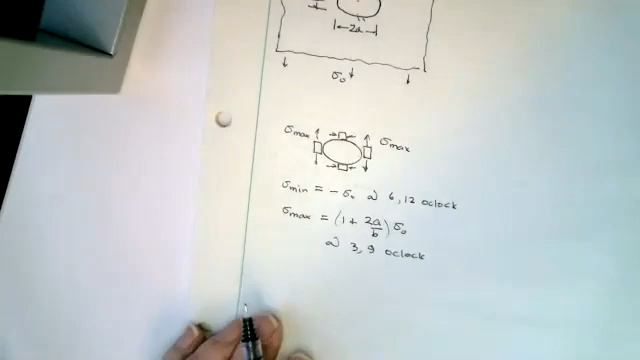 |←2a→|
σ₀
σmax σmax
σmin = -σ₀ @ 6, 12 oclock
σmax = (1 + 2a/b) σ₀
@ 3, 9 oclock